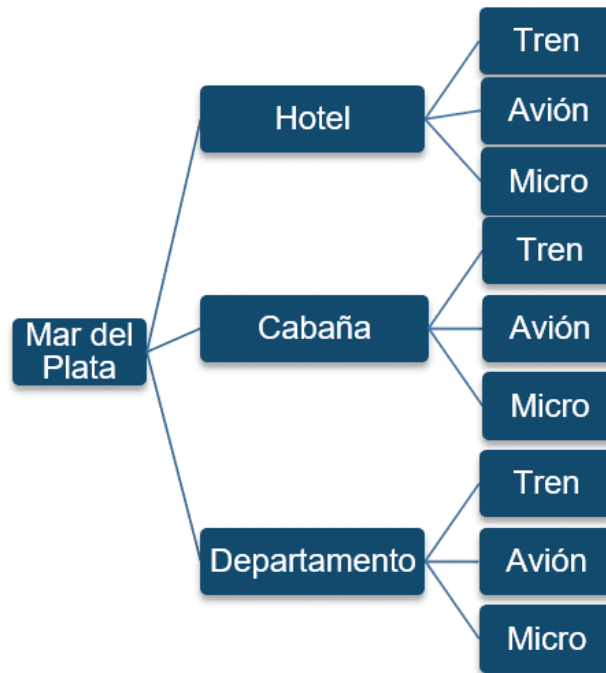 Mar del
Plata
Hotel
Tren
Avión
Micro
Cabaña
Tren
Avión
Micro
Departamento
Tren
Avión
Micro